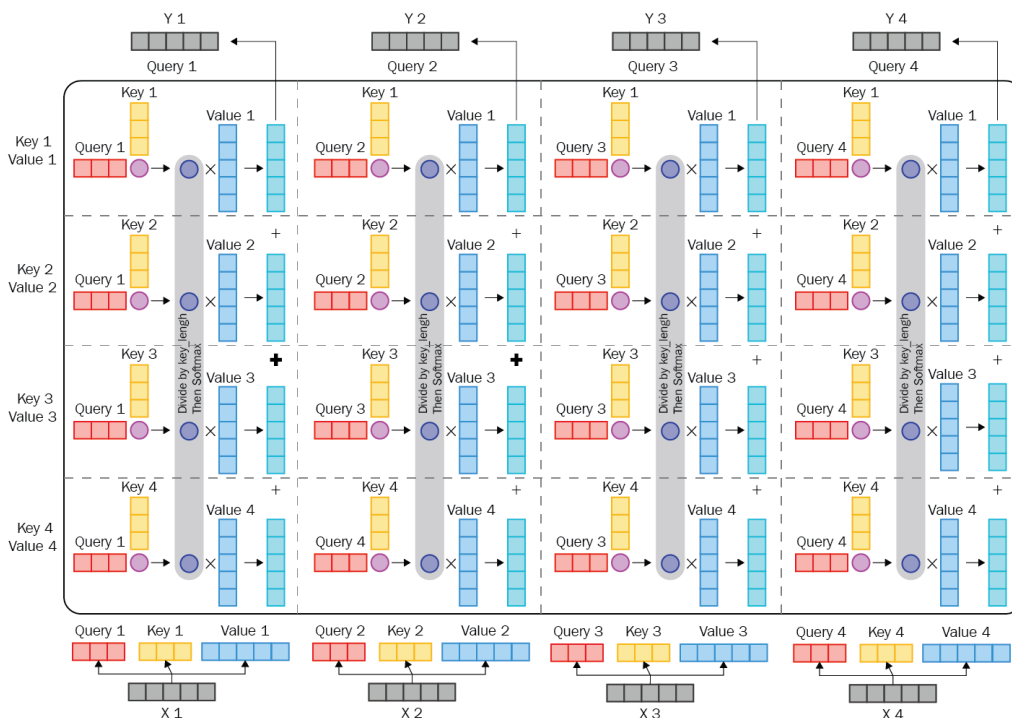 Y 1 Y 2 Y 3 Y 4
Query 1 Query 2 Query 3 Query 4
Key 1 Key 1 Key 1 Key 1
Value 1 Value 1 Value 1 Value 1
Key 1
Value 1
Query 1 Query 2 Query 3 Query 4
× × × ×
+ + + +
Key 2 Key 2 Key 2 Key 2
Value 2 Value 2 Value 2 Value 2
Key 2
Value 2
Query 1 Query 2 Query 3 Query 4
× × × ×
Divide by key_lengh
Then Softmax
Divide by key_lengh
Then Softmax
Divide by key_lengh
Then Softmax
Divide by key_lengh
Then Softmax
+ + + +
Key 3 Key 3 Key 3 Key 3
Value 3 Value 3 Value 3 Value 3
Key 3
Value 3
Query 1 Query 3 Query 3 Query 4
× × × ×
+ + + +
Key 4 Key 4 Key 4 Key 4
Value 4 Value 4 Value 4 Value 4
Key 4
Value 4
Query 1 Query 4 Query 4 Query 4
× × × ×
Query 1 Key 1 Value 1 Query 2 Key 2 Value 2 Query 3 Key 3 Value 3 Query 4 Key 4 Value 4
X 1 X 2 X 3 X 4